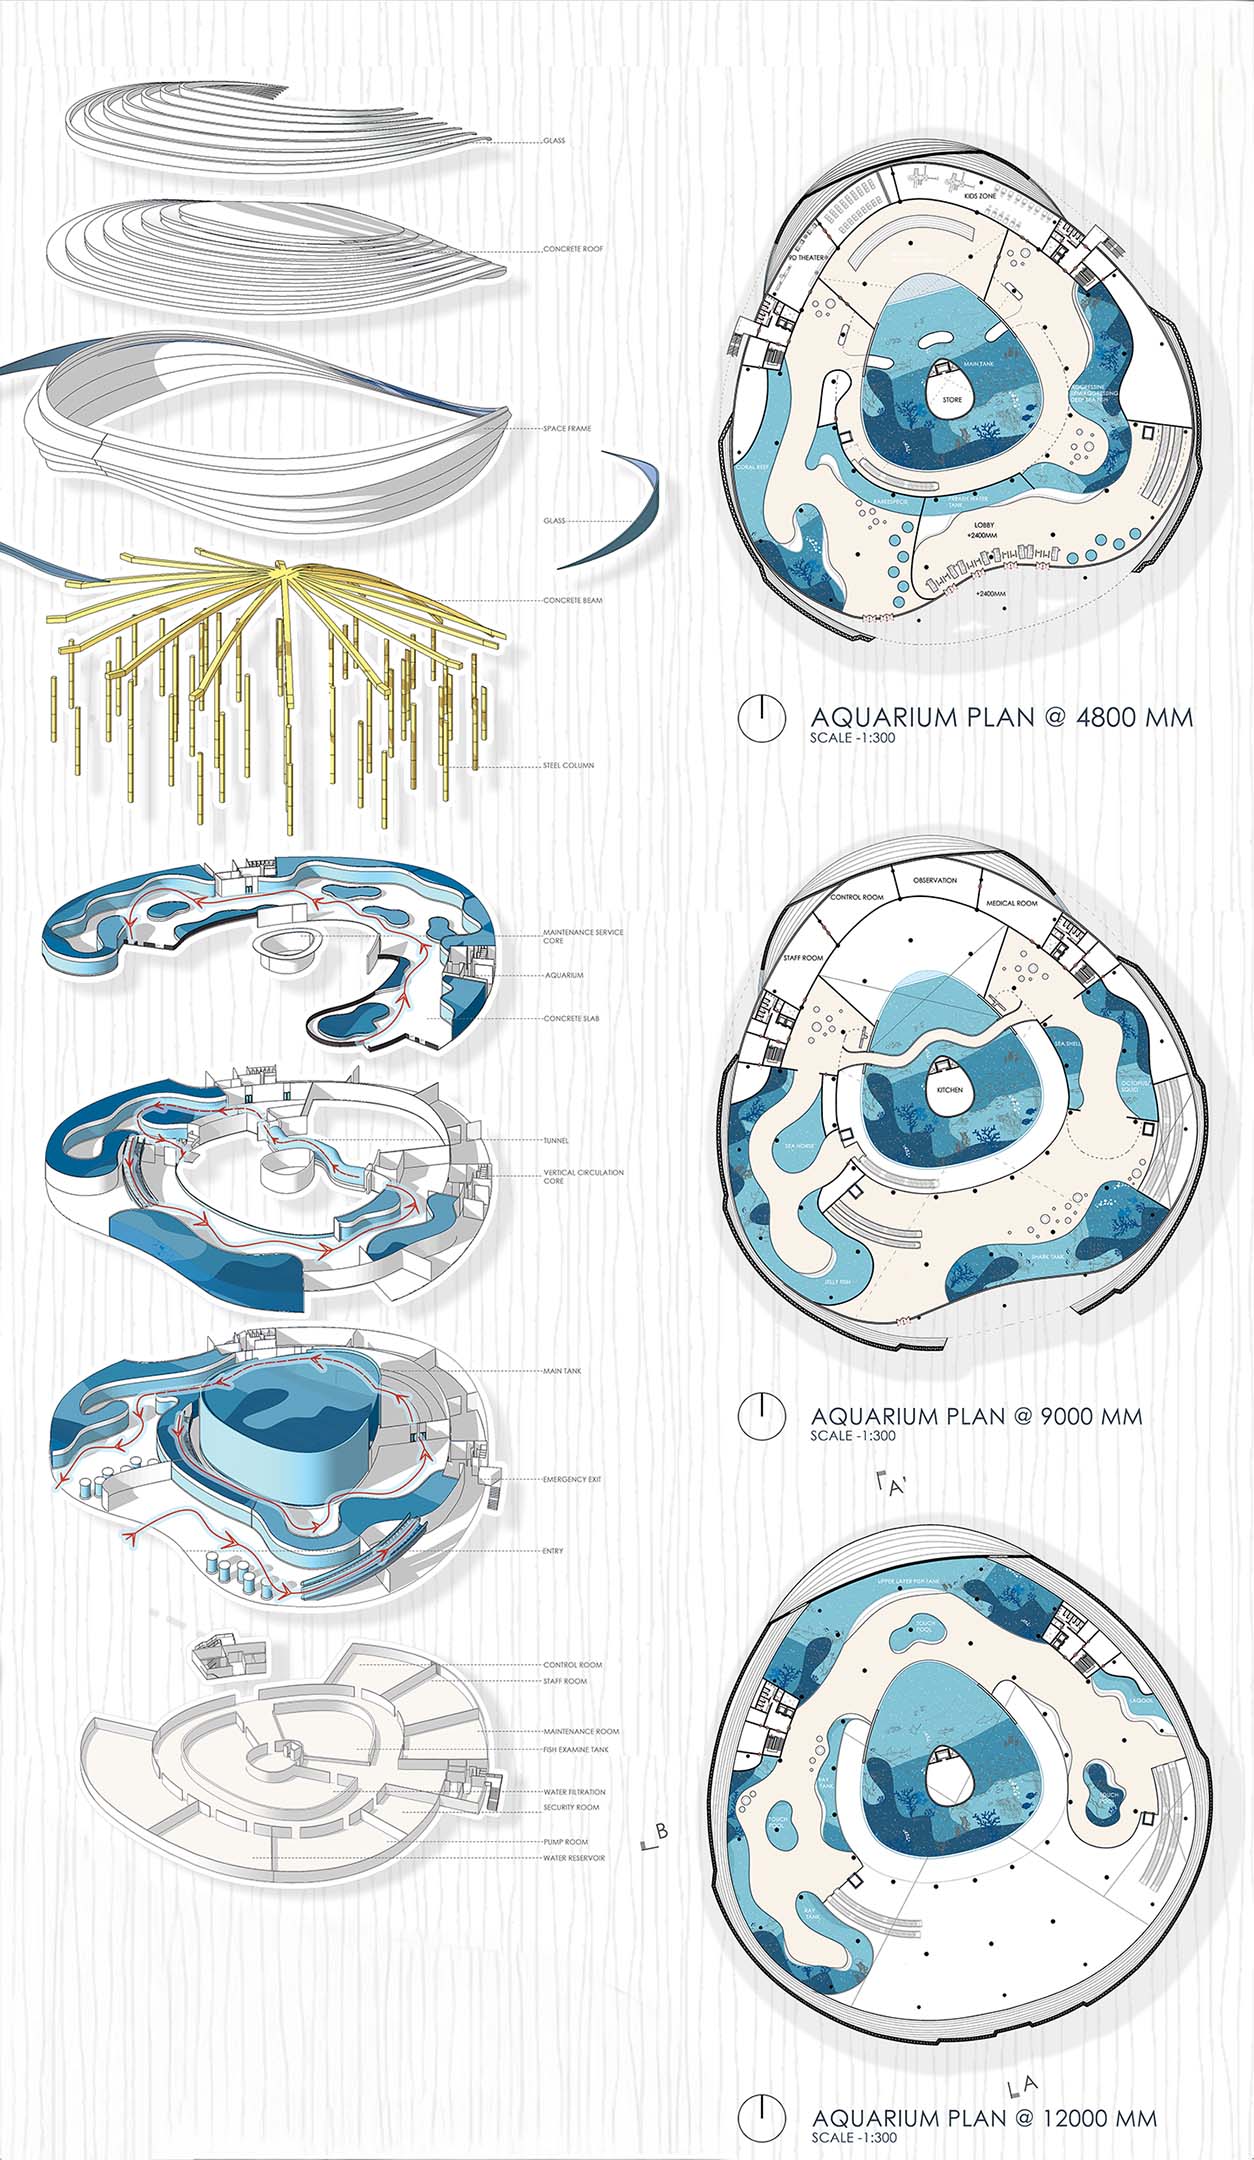 GLASS
CONCRETE ROOF
SPACE FRAME
GLASS
CONCRETE BEAM
STEEL COLUMN
MAINTENANCE SERVICE
CORE
AQUARIUM
CONCRETE SLAB
TUNNEL
VERTICAL CIRCULATION
CORE
MAIN TANK
EMERGENCY EXIT
ENTRY
CONTROL ROOM
STAFF ROOM
MAINTENANCE ROOM
FISH EXAMINE TANK
WATER FILTRATION
SECURITY ROOM
PUMP ROOM
WATER RESERVOIR
KIDS ZONE
9D THEATER
MAIN TANK
STORE
DEEP SEA FISH
CORAL REEF
TANK
LOBBY
+2400MM
+2400MM
AQUARIUM PLAN @ 4800 MM
SCALE -1:300
OBSERVATION
CONTROL ROOM
MEDICAL ROOM
STAFF ROOM
SEA SHELL
OCTOPUS/
SQUID
KITCHEN
SEA HORSE
SHARK TANK
JELLY FISH
AQUARIUM PLAN @ 9000 MM
SCALE -1:300
A'
UPPER LAYER FISH TANK
TOUCH
POOL
RAY
TANK
TOUCH
POOL
TOUCH
POOL
RAY
TANK
B
A
AQUARIUM PLAN @ 12000 MM
SCALE -1:300